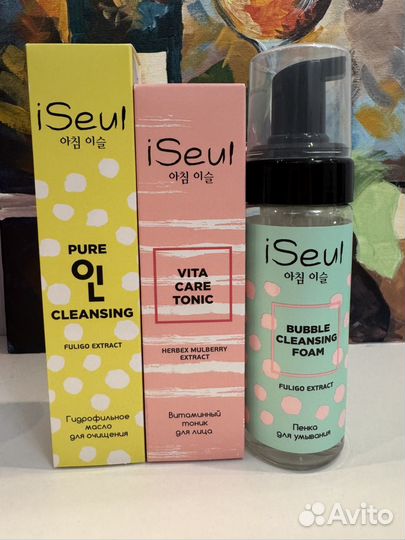 iSeul
아침 이슬
PURE
OIL
CLEANSING
FULIGO EXTRACT
Гидрофильное
масло
для очищения
iSeul
아침 이슬
VITA
CARE
TONIC
HERBEX MULBERRY
EXTRACT
Витаминный
тоник
для лица
iSeul
아침 이슬
BUBBLE
CLEANSING
FOAM
FULIGO EXTRACT
Пенка
для умывания
Avito